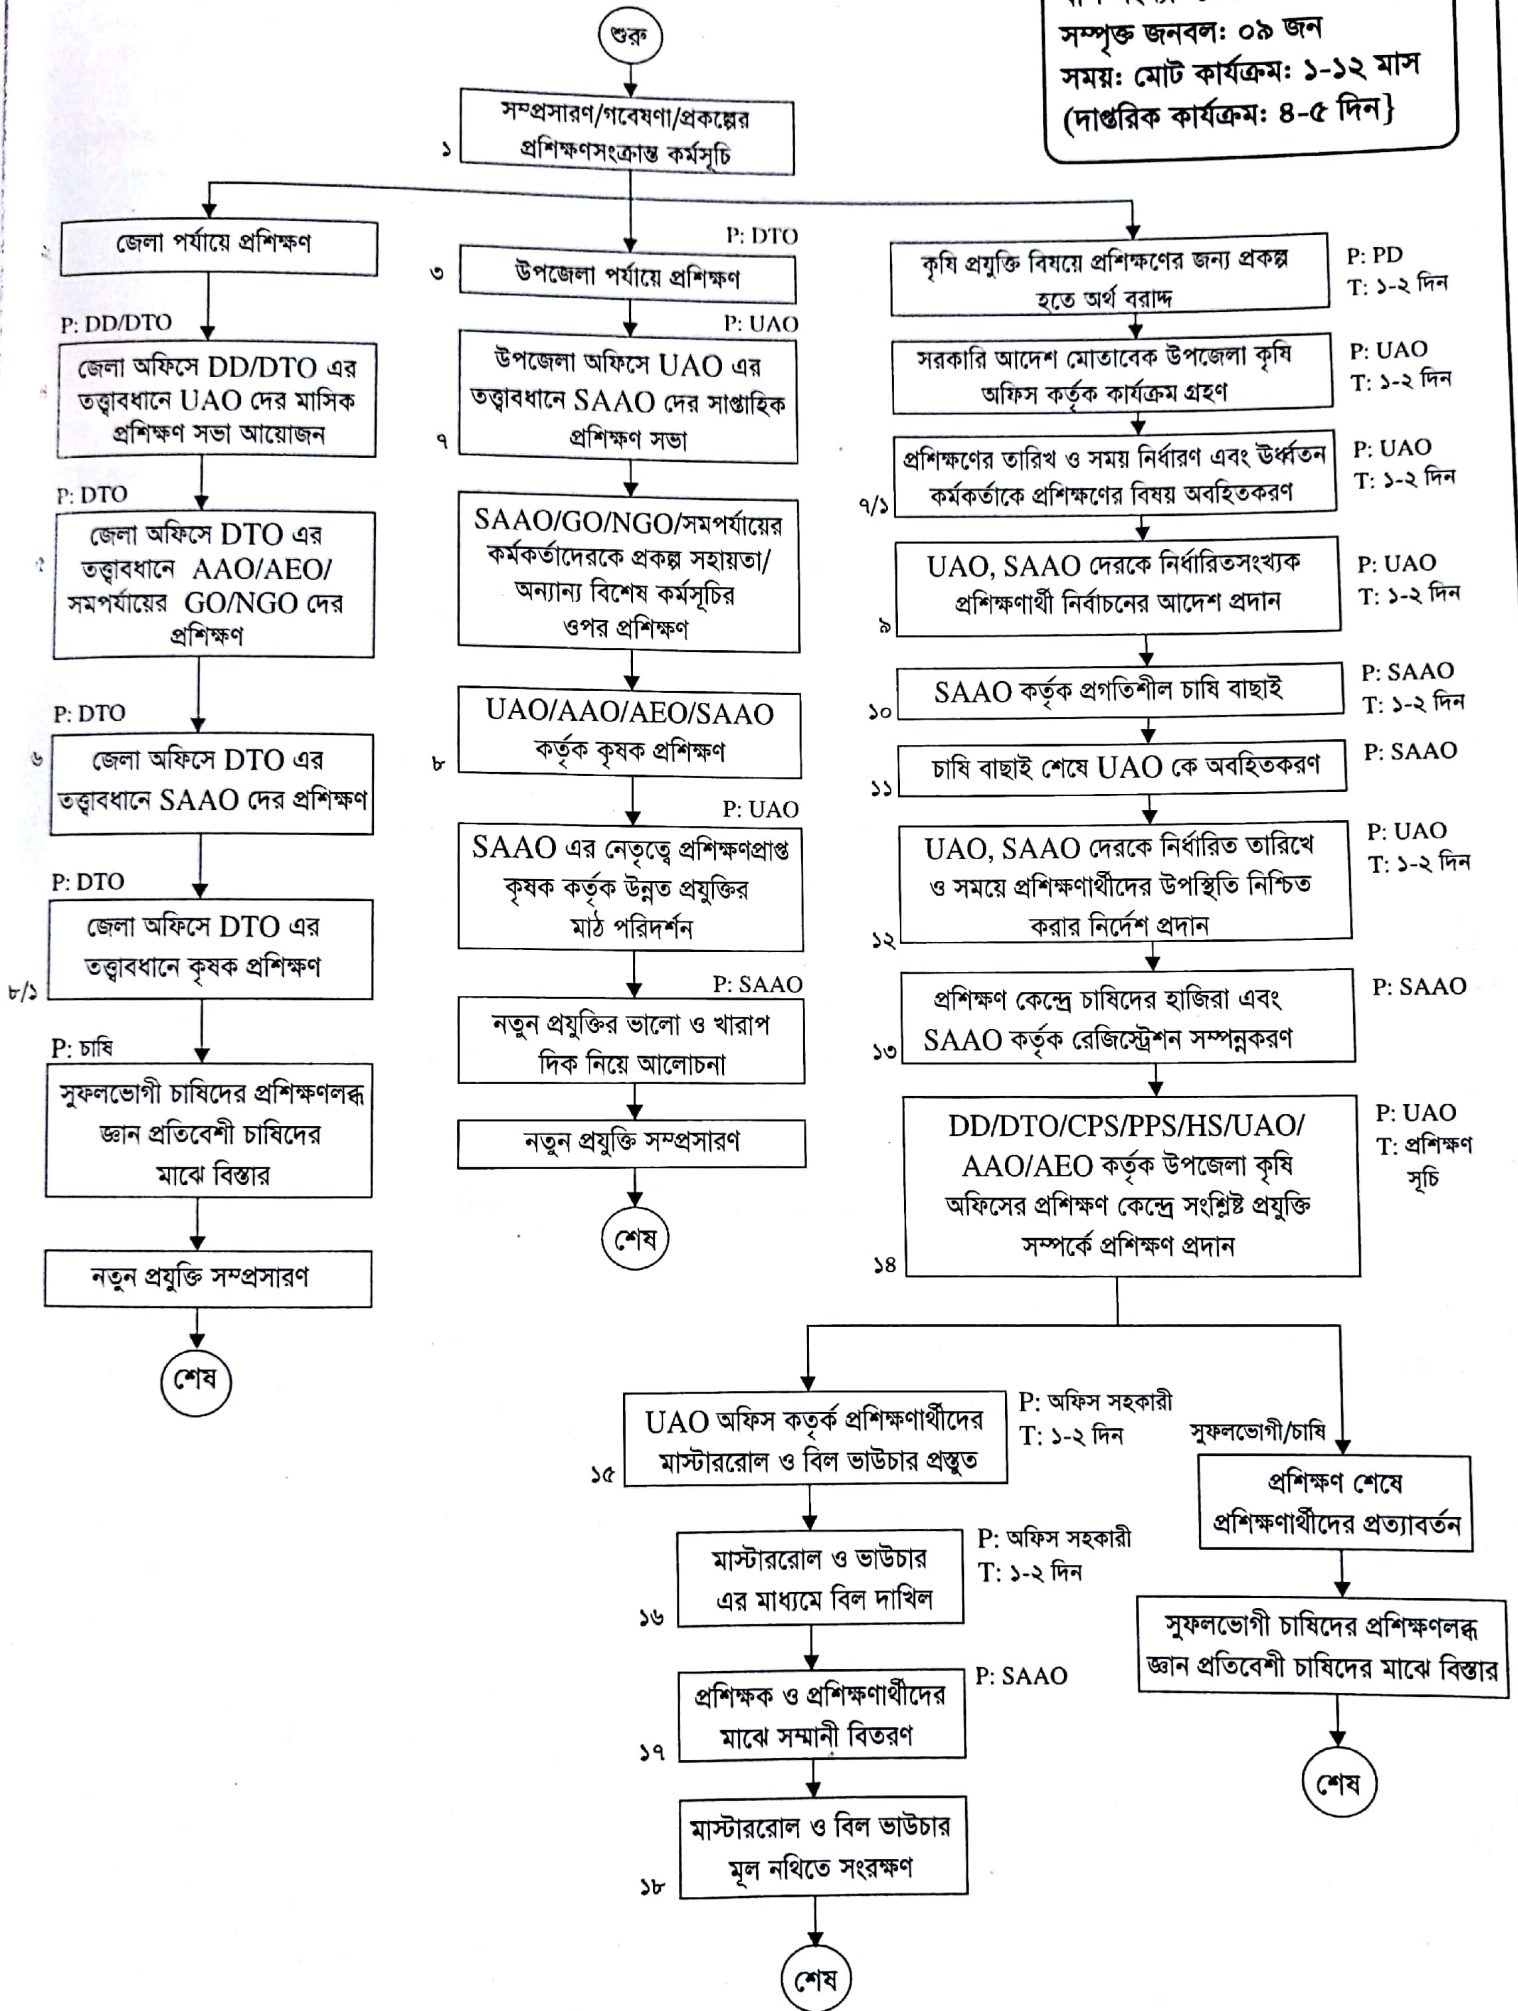 শুরু
সম্পৃক্ত জনবল: ০৯ জন
সময়: মোট কার্যক্রম: ১-১২ মাস
(দাপ্তরিক কার্যক্রম: ৪-৫ দিন}
সম্প্রসারণ/গবেষণা/প্রকল্পের
প্রশিক্ষণসংক্রান্ত কর্মসূচি
১
জেলা পর্যায়ে প্রশিক্ষণ
P: DD/DTO
জেলা অফিসে DD/DTO এর
তত্ত্বাবধানে UAO দের মাসিক
প্রশিক্ষণ সভা আয়োজন
P: DTO
জেলা অফিসে DTO এর
তত্ত্বাবধানে AAO/AEO/
সমপর্যায়ের GO/NGO দের
প্রশিক্ষণ
P: DTO
৬
জেলা অফিসে DTO এর
তত্ত্বাবধানে SAAO দের প্রশিক্ষণ
P: DTO
জেলা অফিসে DTO এর
তত্ত্বাবধানে কৃষক প্রশিক্ষণ
৮/১
P: চাষি
সুফলভোগী চাষিদের প্রশিক্ষণলব্ধ
জ্ঞান প্রতিবেশী চাষিদের
মাঝে বিস্তার
নতুন প্রযুক্তি সম্প্রসারণ
শেষ
P: DTO
৩
উপজেলা পর্যায়ে প্রশিক্ষণ
P: UAO
উপজেলা অফিসে UAO এর
তত্ত্বাবধানে SAAO দের সাপ্তাহিক
প্রশিক্ষণ সভা
৭
SAAO/GO/NGO/সমপর্যায়ের
কর্মকর্তাদেরকে প্রকল্প সহায়তা/
অন্যান্য বিশেষ কর্মসূচির
ওপর প্রশিক্ষণ
UAO/AAO/AEO/SAAO
কর্তৃক কৃষক প্রশিক্ষণ
৮
P: UAO
SAAO এর নেতৃত্বে প্রশিক্ষণপ্রাপ্ত
কৃষক কর্তৃক উন্নত প্রযুক্তির
মাঠ পরিদর্শন
P: SAAO
নতুন প্রযুক্তির ভালো ও খারাপ
দিক নিয়ে আলোচনা
নতুন প্রযুক্তি সম্প্রসারণ
শেষ
কৃষি প্রযুক্তি বিষয়ে প্রশিক্ষণের জন্য প্রকল্প
হতে অর্থ বরাদ্দ
P: PD
T: ১-২ দিন
সরকারি আদেশ মোতাবেক উপজেলা কৃষি
অফিস কর্তৃক কার্যক্রম গ্রহণ
P: UAO
T: ১-২ দিন
প্রশিক্ষণের তারিখ ও সময় নির্ধারণ এবং ঊর্ধ্বতন
কর্মকর্তাকে প্রশিক্ষণের বিষয় অবহিতকরণ
৭/১
P: UAO
T: ১-২ দিন
UAO, SAAO দেরকে নির্ধারিতসংখ্যক
প্রশিক্ষণার্থী নির্বাচনের আদেশ প্রদান
৯
P: UAO
T: ১-২ দিন
SAAO কর্তৃক প্রগতিশীল চাষি বাছাই
১০
P: SAAO
T: ১-২ দিন
চাষি বাছাই শেষে UAO কে অবহিতকরণ
১১
P: SAAO
UAO, SAAO দেরকে নির্ধারিত তারিখে
ও সময়ে প্রশিক্ষণার্থীদের উপস্থিতি নিশ্চিত
করার নির্দেশ প্রদান
১২
P: UAO
T: ১-২ দিন
প্রশিক্ষণ কেন্দ্রে চাষিদের হাজিরা এবং
SAAO কর্তৃক রেজিস্ট্রেশন সম্পন্নকরণ
১৩
P: SAAO
DD/DTO/CPS/PPS/HS/UAO/
AAO/AEO কর্তৃক উপজেলা কৃষি
অফিসের প্রশিক্ষণ কেন্দ্রে সংশ্লিষ্ট প্রযুক্তি
সম্পর্কে প্রশিক্ষণ প্রদান
১৪
P: UAO
T: প্রশিক্ষণ
সূচি
UAO অফিস কতৃর্ক প্রশিক্ষণার্থীদের
মাস্টাররোল ও বিল ভাউচার প্রস্তুত
১৫
P: অফিস সহকারী
T: ১-২ দিন
মাস্টাররোল ও ভাউচার
এর মাধ্যমে বিল দাখিল
১৬
P: অফিস সহকারী
T: ১-২ দিন
প্রশিক্ষক ও প্রশিক্ষণার্থীদের
মাঝে সম্মানী বিতরণ
১৭
P: SAAO
মাস্টাররোল ও বিল ভাউচার
মূল নথিতে সংরক্ষণ
১৮
শেষ
সুফলভোগী/চাষি
প্রশিক্ষণ শেষে
প্রশিক্ষণার্থীদের প্রত্যাবর্তন
সুফলভোগী চাষিদের প্রশিক্ষণলব্ধ
জ্ঞান প্রতিবেশী চাষিদের মাঝে বিস্তার
শেষ